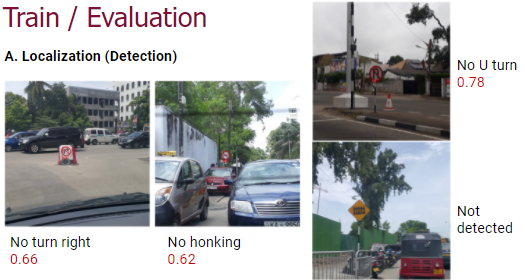 Train / Evaluation
A. Localization (Detection)
No U turn
0.78
No turn right
0.66
No honking
0.62
Not
detected